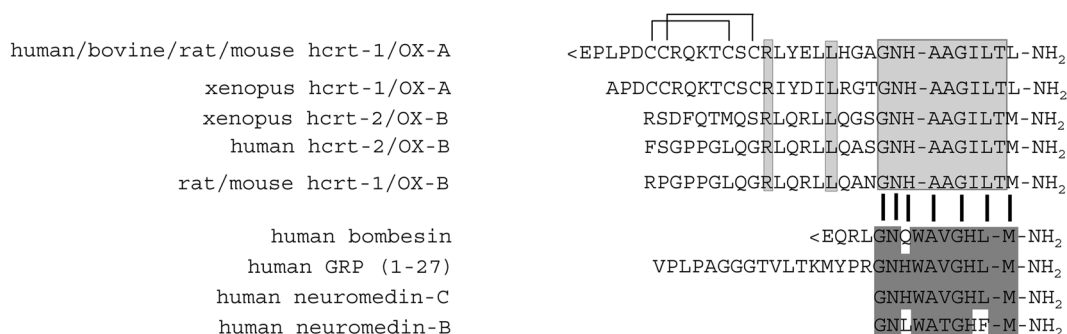 human/bovine/rat/mouse hcrt-1/OX-A <EPLPDCCRQKTCSCRLYELLHGAGNH-AAGILTL-NH2
xenopus hcrt-1/OX-A APDCCRQKTCSCRIYDILRGTGNH-AAGILTL-NH2
xenopus hcrt-2/OX-B RSDFQTMQSRLQRLLQGSGNH-AAGILTM-NH2
human hcrt-2/OX-B FSGPPGLQGRLQRLLQASGNH-AAGILTM-NH2
rat/mouse hcrt-1/OX-B RPGPPGLQGRLQRLLQANGNH-AAGILTM-NH2
human bombesin <EQRLGNQWAVGHL-M-NH2
human GRP (1-27) VPLPAGGGTVLTKMYPRGNHWAVGHL-M-NH2
human neuromedin-C GNHWAVGHL-M-NH2
human neuromedin-B GNLWATGHF-M-NH2